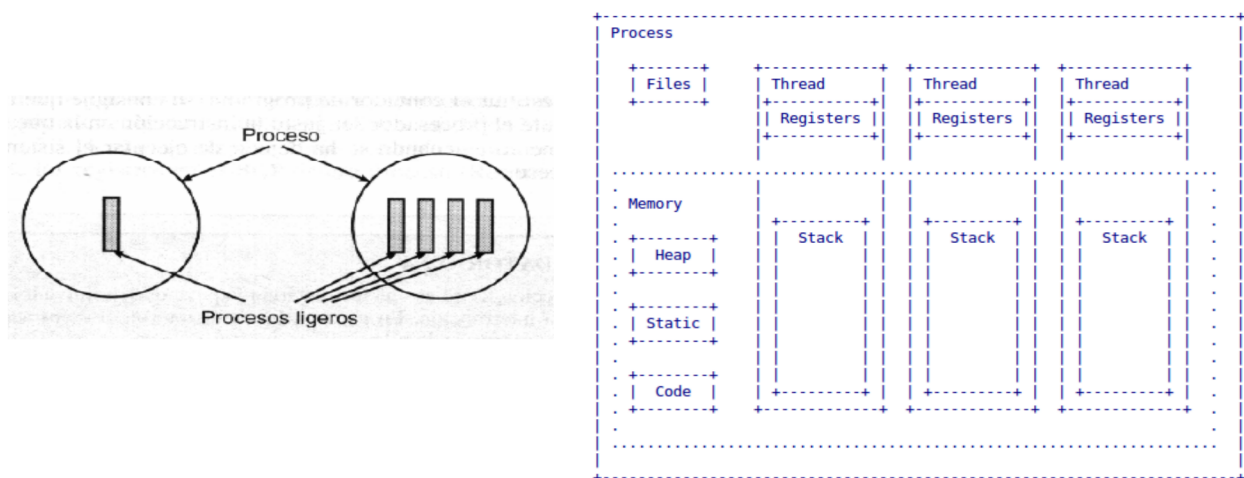 Proceso
Procesos ligeros
Process
Files
Thread
Thread
Thread
Registers
Registers
Registers
Memory
Heap
Static
Code
Stack
Stack
Stack